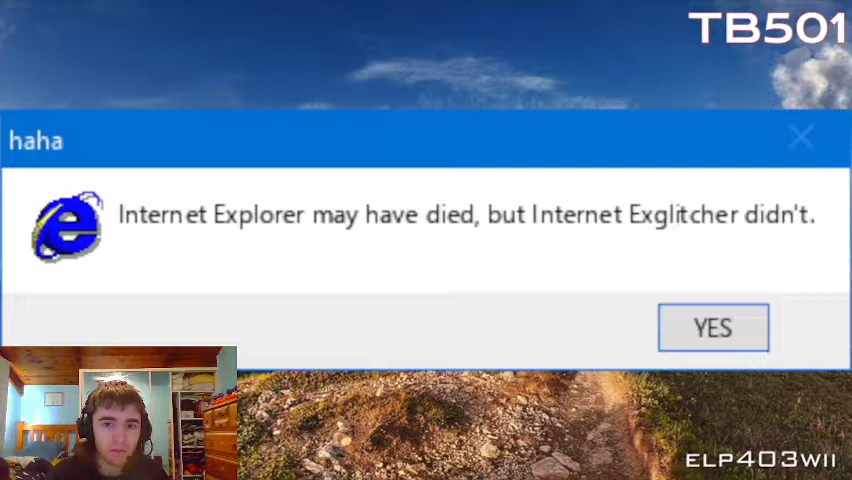 TB501
haha
Internet Explorer may have died, but Internet Exglitcher didn't.
YES
ELP403WII